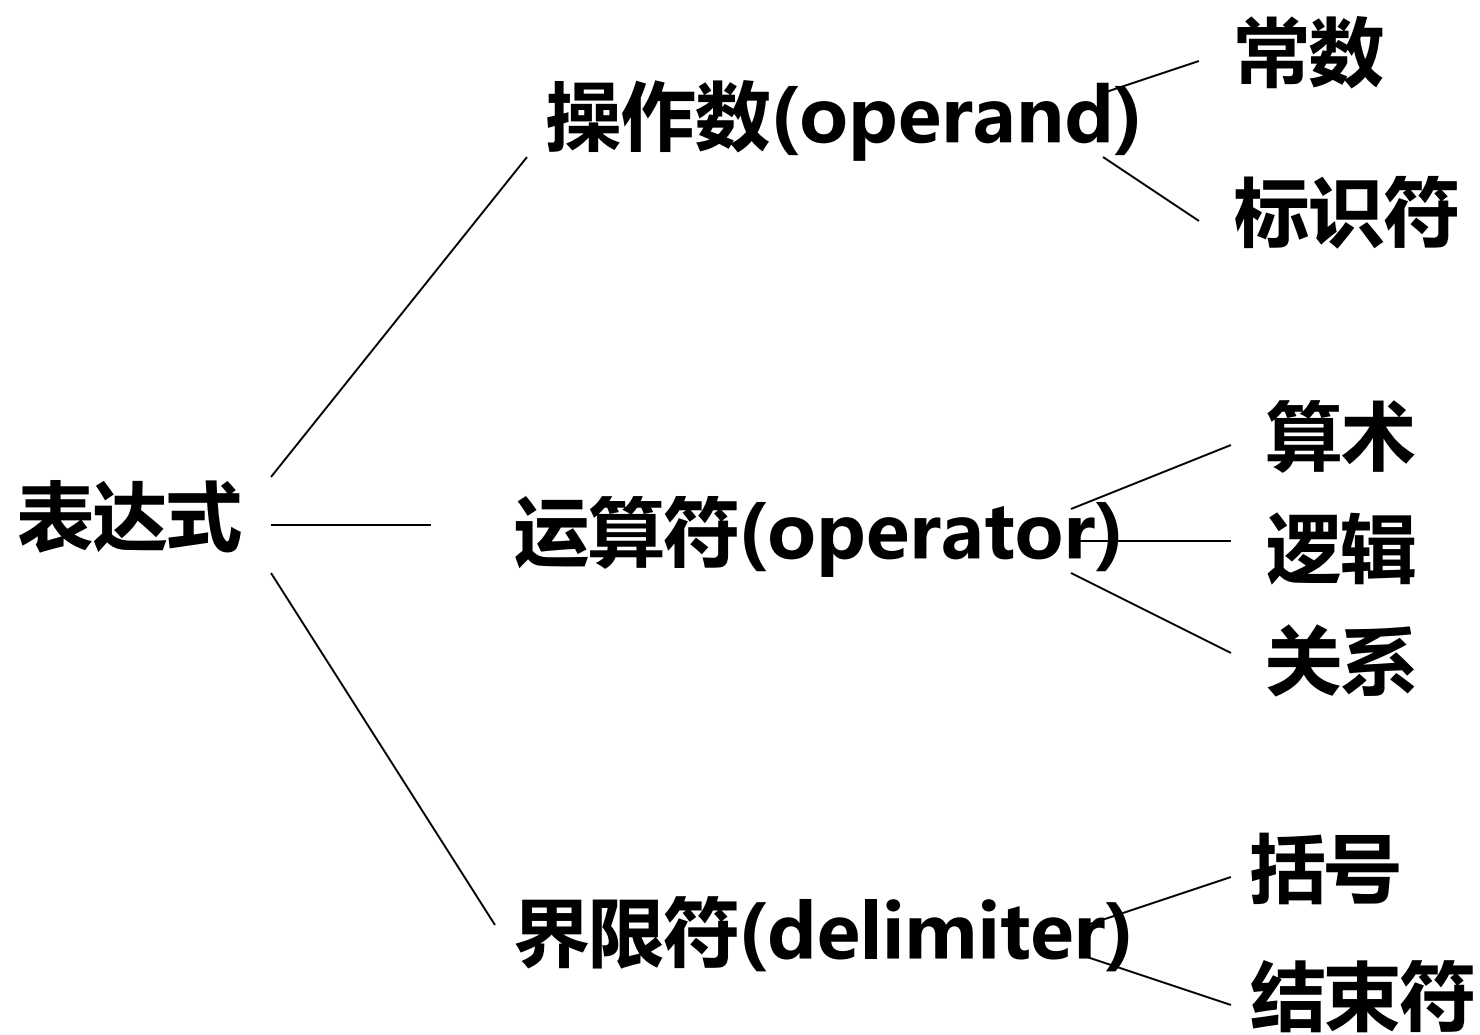 表达式
操作数(operand)
常数
标识符
运算符(operator)
算术
逻辑
关系
界限符(delimiter)
括号
结束符